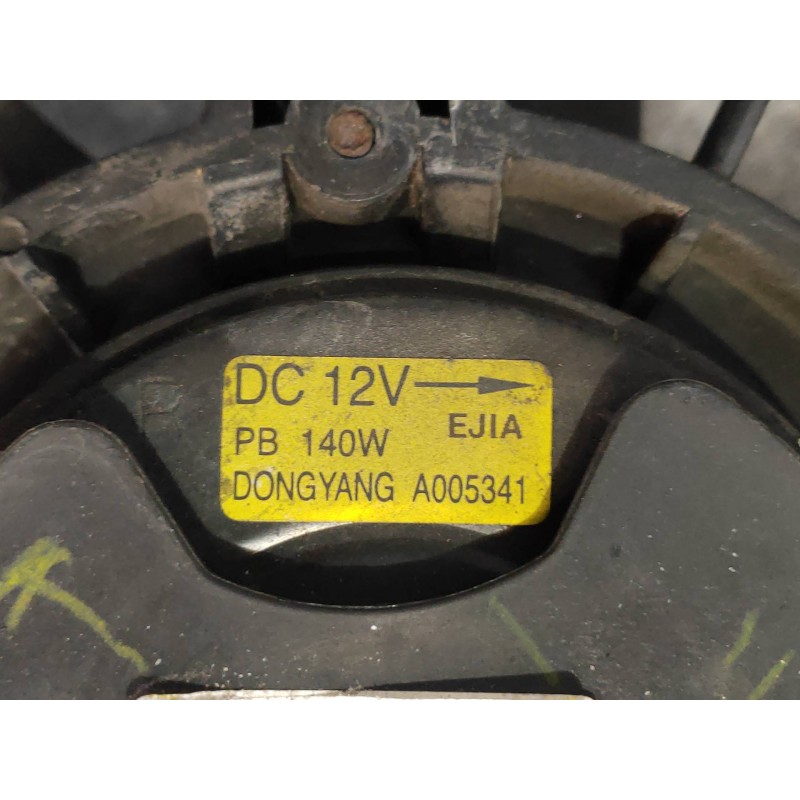 DC 12V
EJIA
PB 140W
DONGYANG A005341